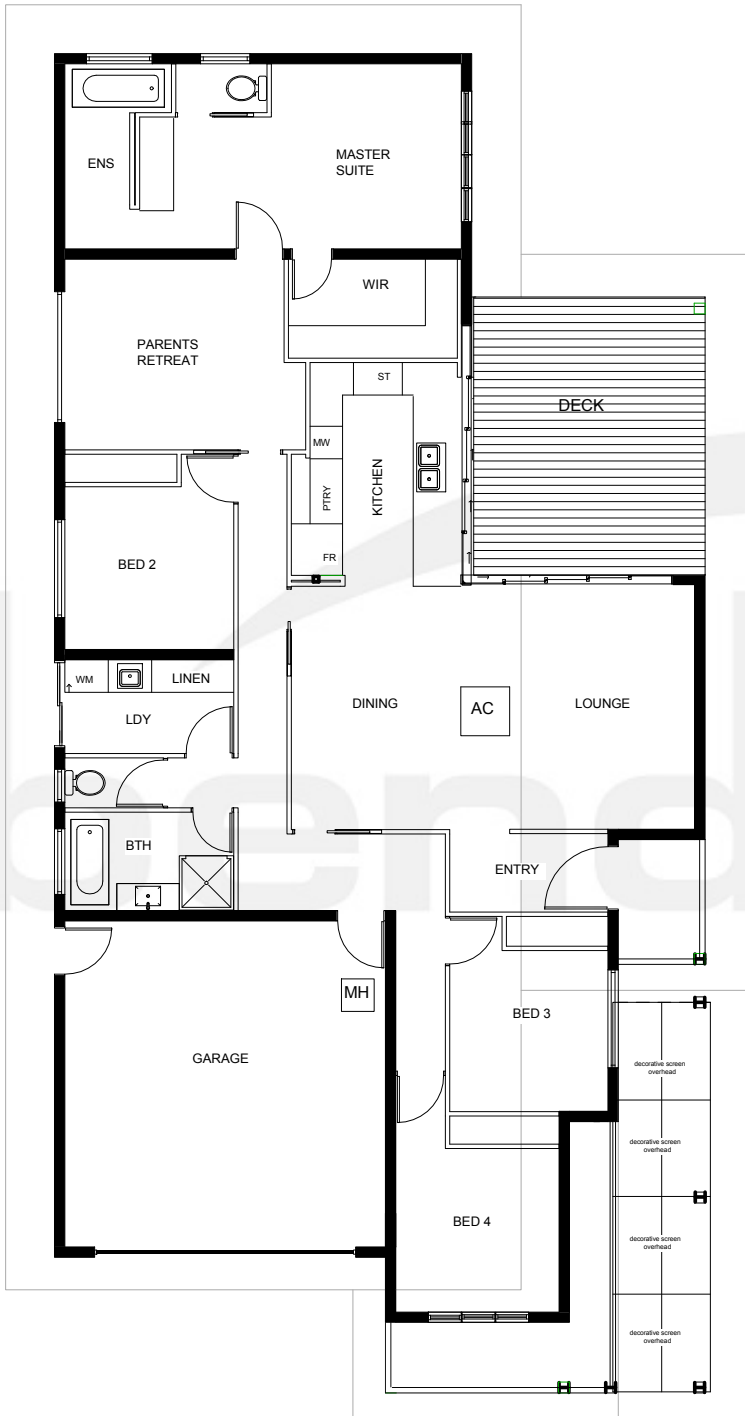 ENS
MASTER
SUITE
WIR
PARENTS
RETREAT
ST
DECK
MW
KITCHEN
PTRY
FR
BED 2
WM
LINEN
LDY
DINING
AC
LOUNGE
BTH
ENTRY
MH
BED 3
GARAGE
decorative screen
overhead
decorative screen
overhead
BED 4
decorative screen
overhead
decorative screen
overhead
bend